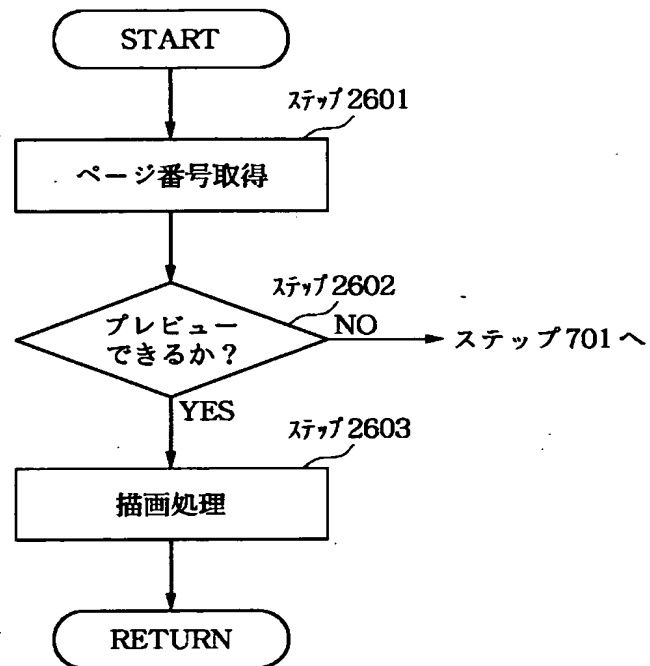 START
ステップ2601
ページ番号取得
ステップ2602
プレビュー
できるか？
NO
ステップ701へ
YES
ステップ2603
描画処理
RETURN